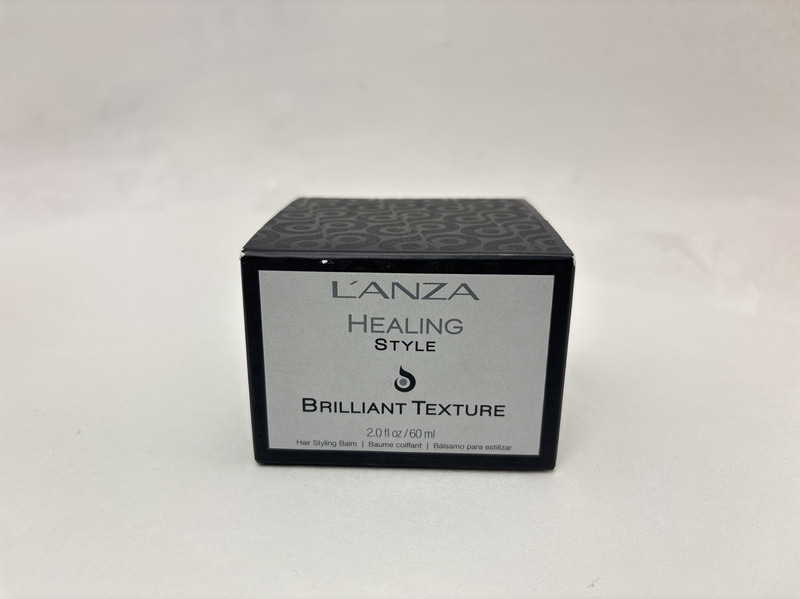 L'ANZA
HEALING
STYLE
BRILLIANT TEXTURE
2.0 fl oz / 60 ml
Hair Styling Balm | Baume coiffant | Bálsamo para estilizar